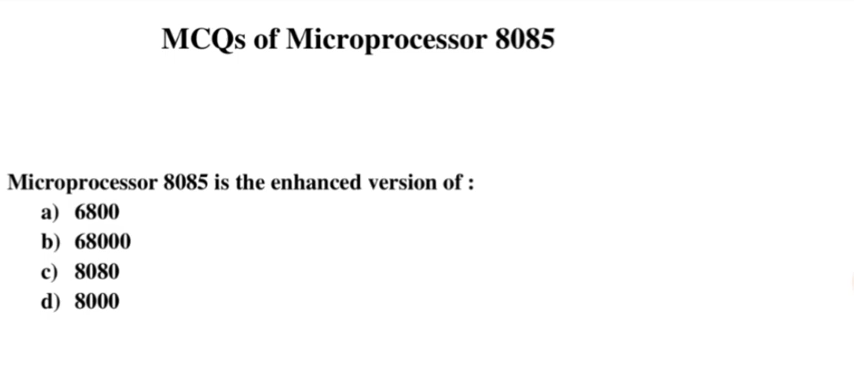 MCQs of Microprocessor 8085
Microprocessor 8085 is the enhanced version of :
a) 6800
b) 68000
c) 8080
d) 8000